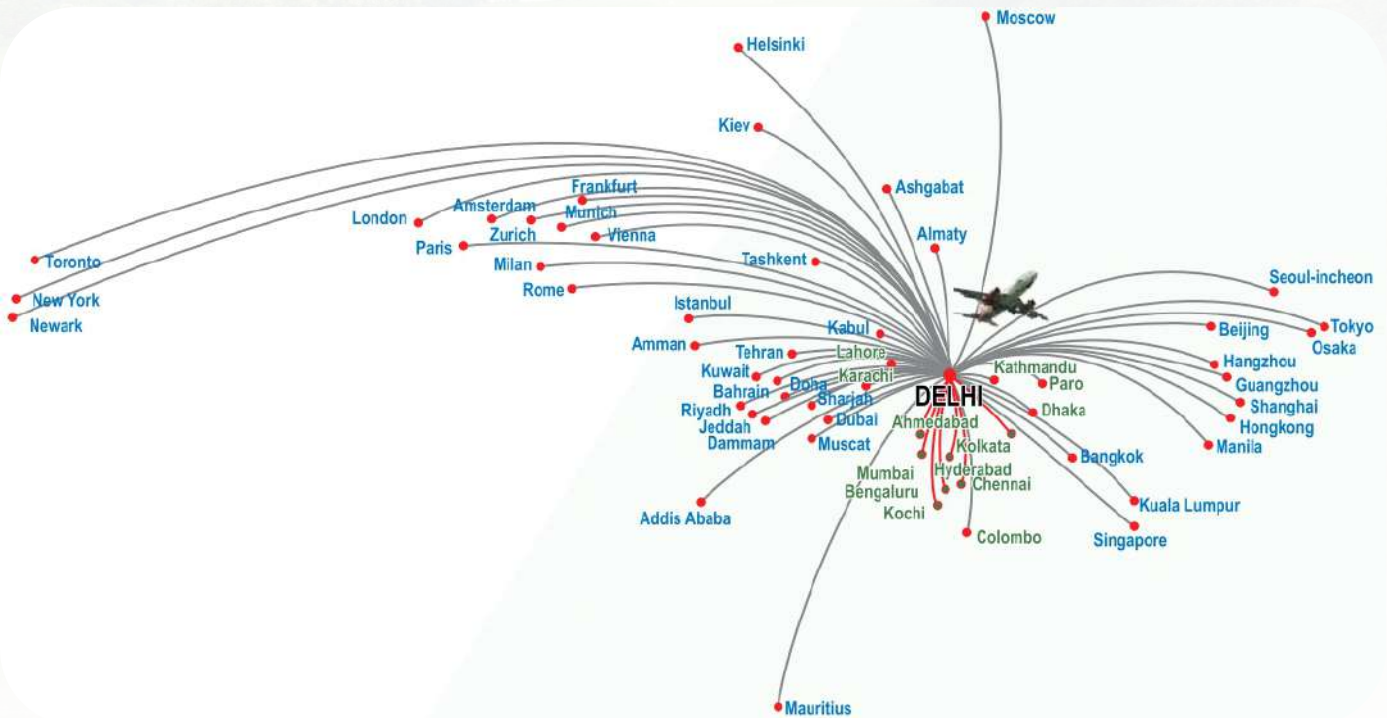 Moscow
Helsinki
Kiev
Frankfurt
Ashgabat
Amsterdam
Munich
London
Zurich
Vienna
Almaty
Paris
Tashkent
Toronto
Milan
Seoul-incheon
Rome
New York
Istanbul
Newark
Kabul
Beijing
Tokyo
Osaka
Amman
Tehran
Lahore
Hangzhou
Kuwait
Karachi
Kathmandu
Paro
Guangzhou
Bahrain
Doha
DELHI
Sharjah
Shanghai
Riyadh
Dhaka
Jeddah
Dubai
Ahmedabad
Hongkong
Dammam
Muscat
Kolkata
Manila
Bangkok
Mumbai
Hyderabad
Bengaluru
Chennai
Kochi
Kuala Lumpur
Addis Ababa
Colombo
Singapore
Mauritius